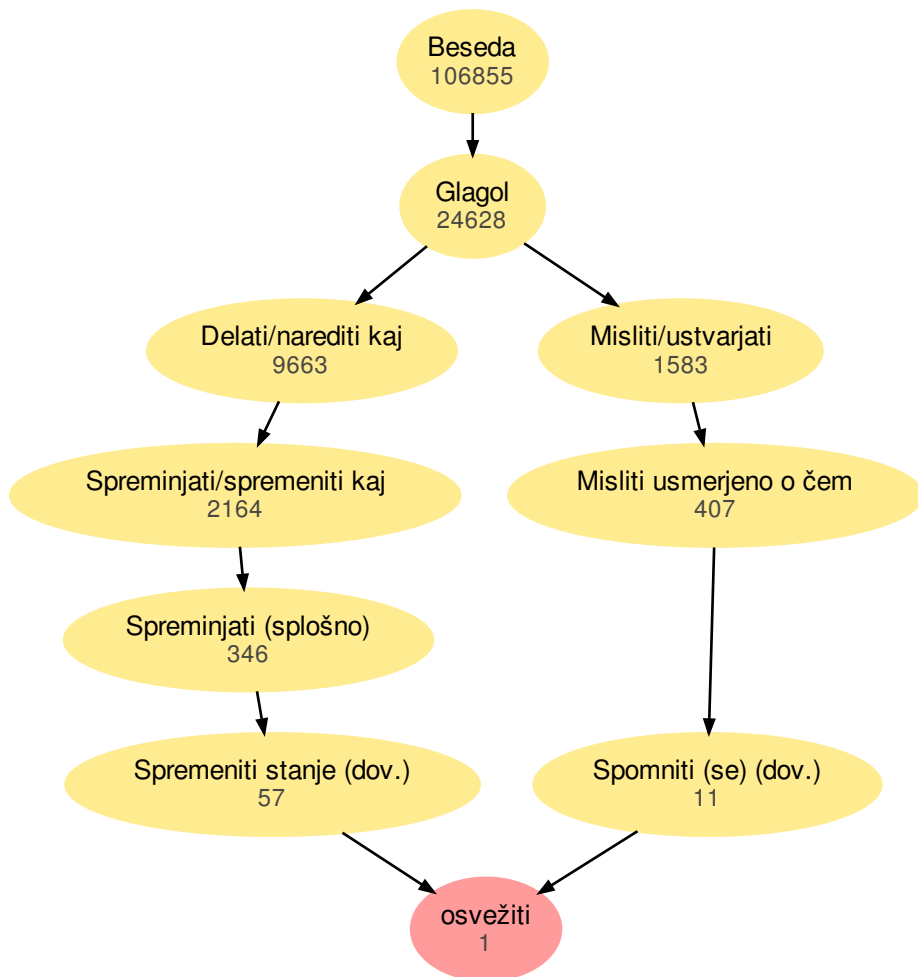 Beseda
106855
Glagol
24628
Delati/narediti kaj
9663
Misliti/ustvarjati
1583
Spreminjati/spremeniti kaj
2164
Misliti usmerjeno o čem
407
Spreminjati (splošno)
346
Spremeniti stanje (dov.)
57
Spomniti (se) (dov.)
11
osvežiti
1